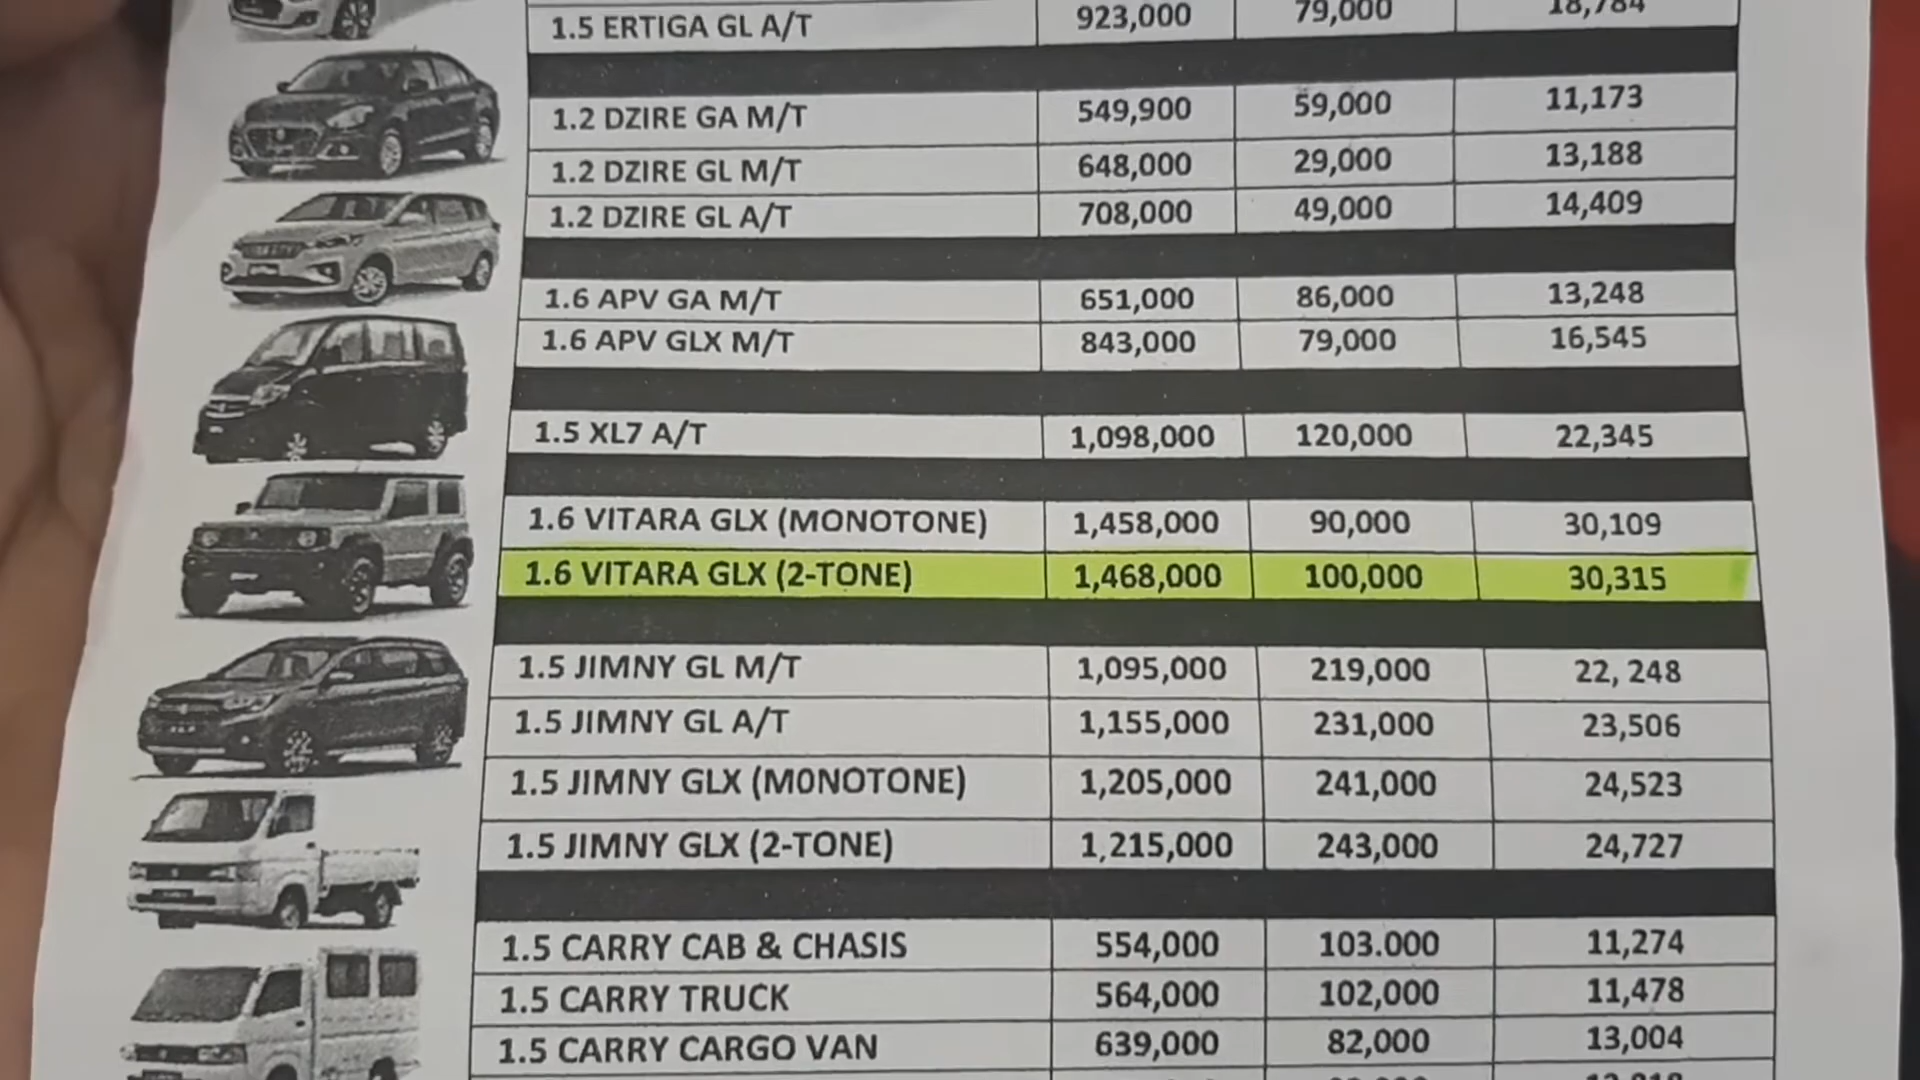 1.5 ERTIGA GL A/T 923,000 79,000 18,784
1.2 DZIRE GA M/T 549,900 59,000 11,173
1.2 DZIRE GL M/T 648,000 29,000 13,188
1.2 DZIRE GL A/T 708,000 49,000 14,409
1.6 APV GA M/T 651,000 86,000 13,248
1.6 APV GLX M/T 843,000 79,000 16,545
1.5 XL7 A/T 1,098,000 120,000 22,345
1.6 VITARA GLX (MONOTONE) 1,458,000 90,000 30,109
1.6 VITARA GLX (2-TONE) 1,468,000 100,000 30,315
1.5 JIMNY GL M/T 1,095,000 219,000 22, 248
1.5 JIMNY GL A/T 1,155,000 231,000 23,506
1.5 JIMNY GLX (M0NOTONE) 1,205,000 241,000 24,523
1.5 JIMNY GLX (2-TONE) 1,215,000 243,000 24,727
1.5 CARRY CAB & CHASIS 554,000 103.000 11,274
1.5 CARRY TRUCK 564,000 102,000 11,478
1.5 CARRY CARGO VAN 639,000 82,000 13,004